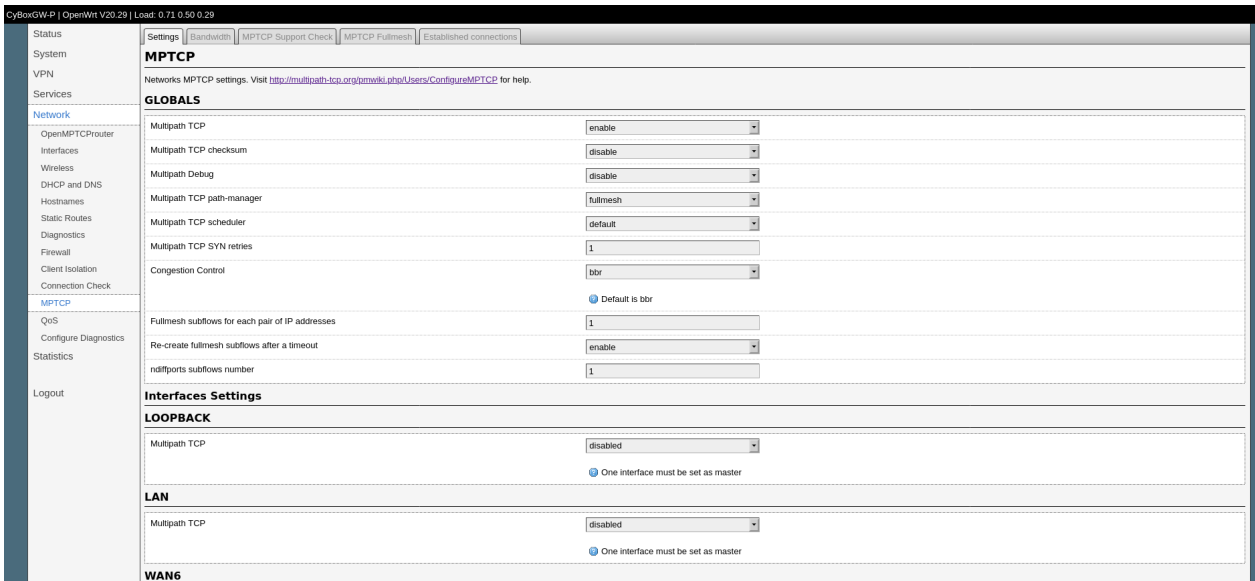 CyBoxGW-P | OpenWrt V20.29 | Load: 0.71 0.50 0.29
Status
System
VPN
Services
Network
OpenMPTCProuter
Interfaces
Wireless
DHCP and DNS
Hostnames
Static Routes
Diagnostics
Firewall
Client Isolation
Connection Check
MPTCP
QoS
Configure Diagnostics
Statistics
Logout
Settings Bandwidth MPTCP Support Check MPTCP Fullmesh Established connections
MPTCP
Networks MPTCP settings. Visit http://multipath-tcp.org/pmwiki.php/Users/ConfigureMPTCP for help.
GLOBALS
Multipath TCP enable
Multipath TCP checksum disable
Multipath Debug disable
Multipath TCP path-manager fullmesh
Multipath TCP scheduler default
Multipath TCP SYN retries 1
Congestion Control bbr
Default is bbr
Fullmesh subflows for each pair of IP addresses 1
Re-create fullmesh subflows after a timeout enable
ndiffports subflows number 1
Interfaces Settings
LOOPBACK
Multipath TCP disabled
One interface must be set as master
LAN
Multipath TCP disabled
One interface must be set as master
WAN6